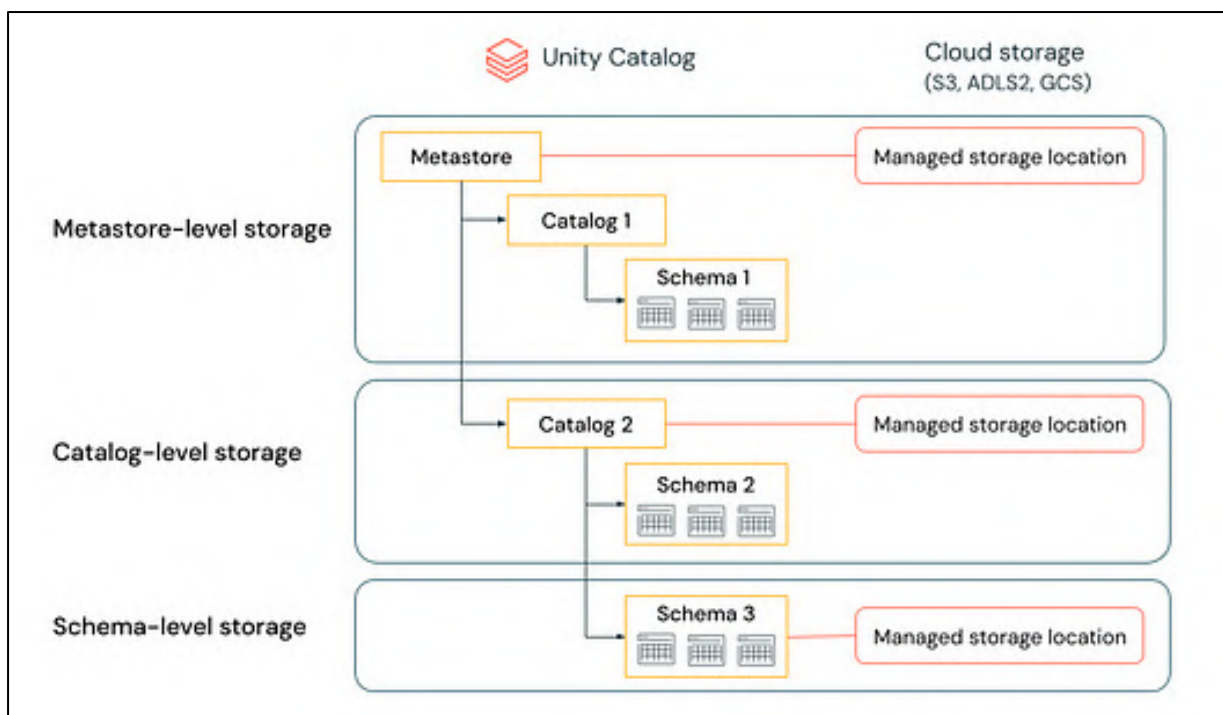 Unity Catalog
Cloud storage
(S3, ADLS2, GCS)
Metastore
Managed storage location
Metastore-level storage
Catalog 1
Schema 1
Catalog 2
Managed storage location
Catalog-level storage
Schema 2
Schema 3
Schema-level storage
Managed storage location